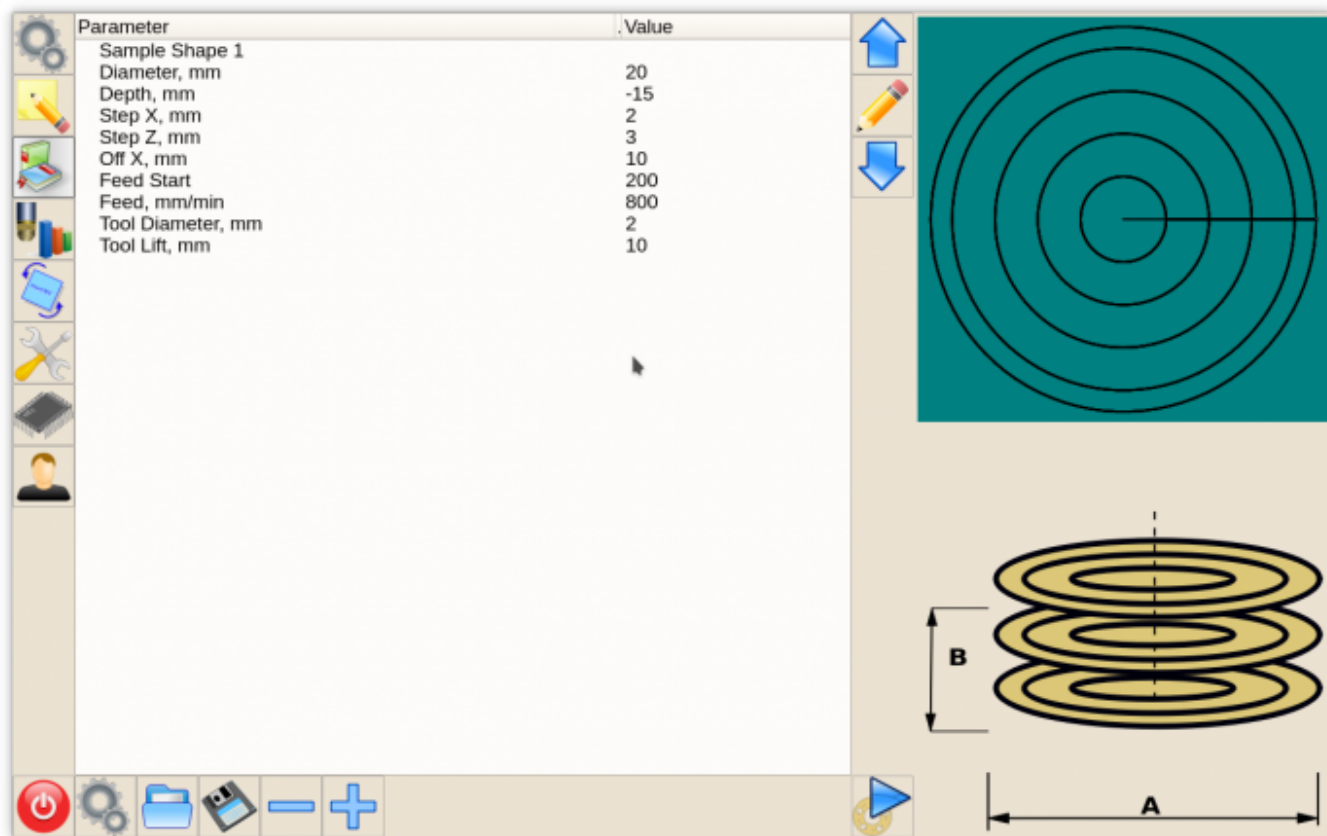 Parameter . Value
Sample Shape 1
Diameter, mm 20
Depth, mm -15
Step X, mm 2
Step Z, mm 3
Off X, mm 10
Feed Start 200
Feed, mm/min 800
Tool Diameter, mm 2
Tool Lift, mm 10
B
A